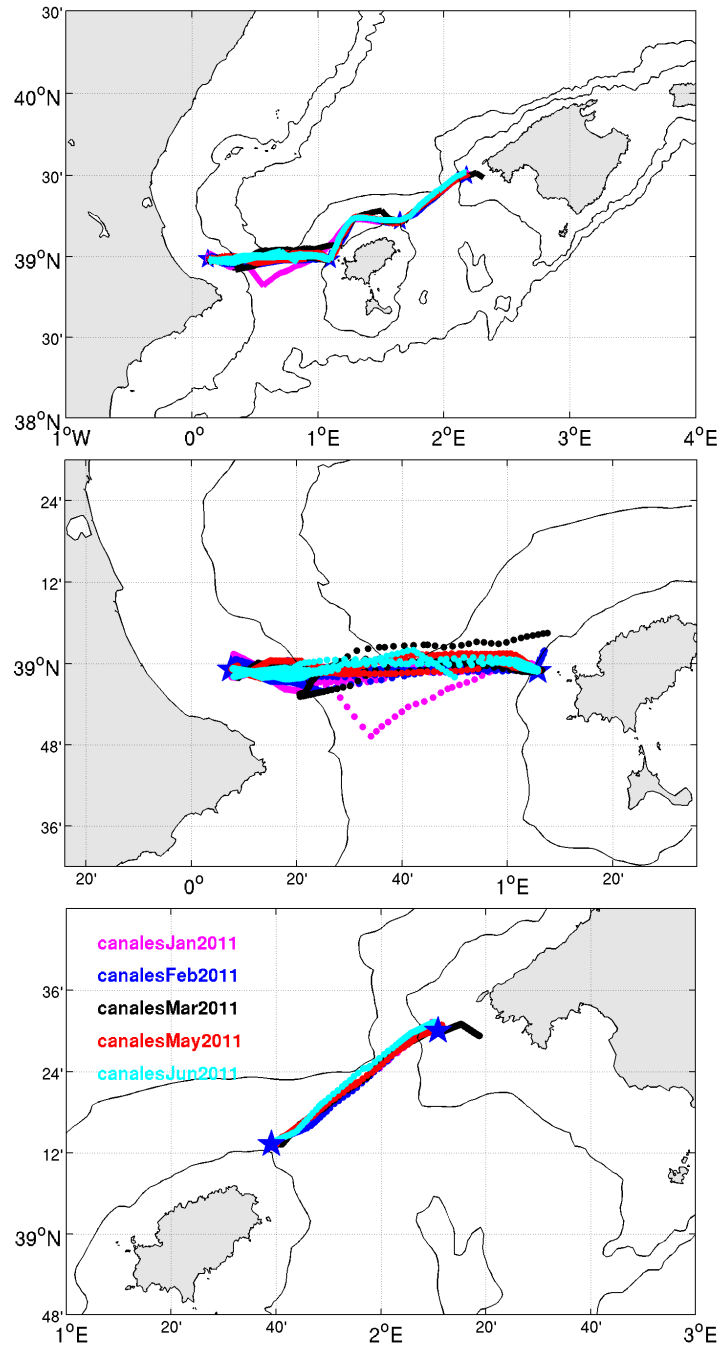 30'
40°N
30'
39°N
30'
38°N
1°W 0° 1°E 2°E 3°E 4°E
24'
12'
39°N
48'
36'
20' 0° 20' 40' 1°E 20'
canalesJan2011
canalesFeb2011
36'
canalesMar2011
canalesMay2011
24'
canalesJun2011
12'
39°N
48'
1°E 20' 40' 2°E 20' 40' 3°E